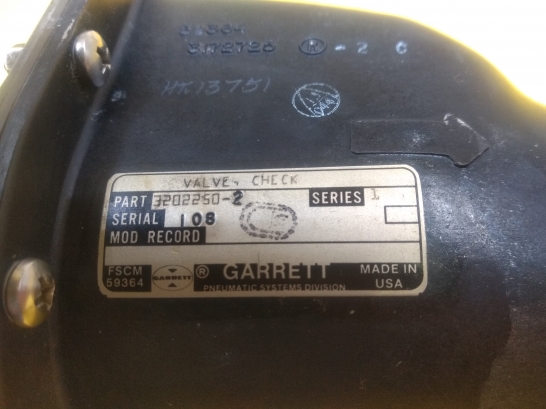 HK13751
VALVE, CHECK
PART 3202250-2 SERIES 1
SERIAL 108
MOD RECORD
FSCM
59364
GARRETT
® GARRETT
PNEUMATIC SYSTEMS DIVISION
MADE IN
USA